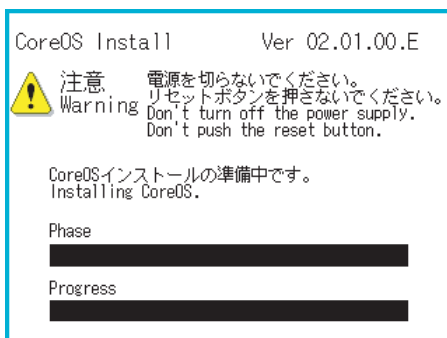 CoreOS Install Ver 02.01.00.E
注意 電源を切らないでください。
リセットボタンを押さないでください。
Warning Don't turn off the power supply.
Don't push the reset button.
CoreOSインストールの準備中です。
Installing CoreOS.
Phase
Progress